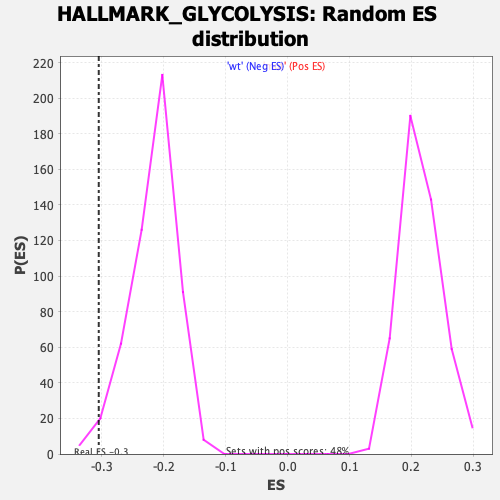 HALLMARK_GLYCOLYSIS: Random ES
distribution
'wt' (Neg ES)' (Pos ES)
220
200
180
160
140
120
100
80
60
40
20
0
P(ES)
Real ES -0.3
Sets with pos scores: 48%
-0.3 -0.2 -0.1 0.0 0.1 0.2 0.3
ES